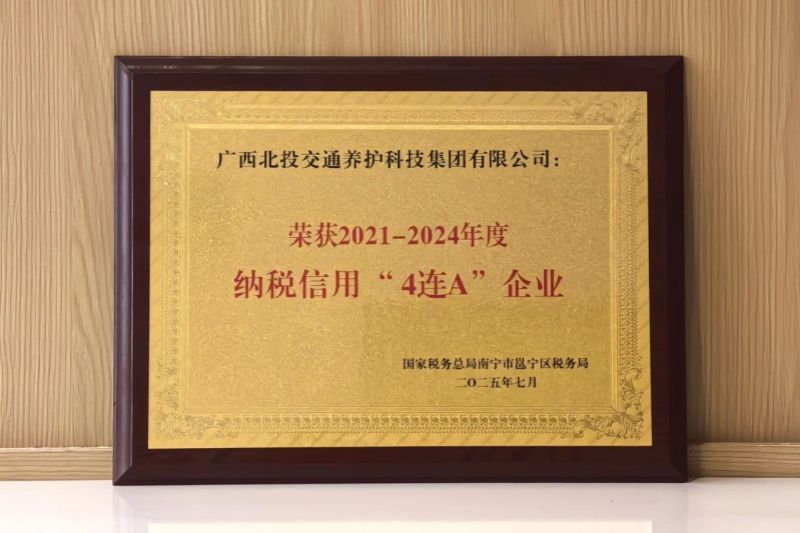 广西北投交通养护科技集团有限公司：
荣获2021-2024年度
纳税信用“4连A”企业
国家税务总局南宁市邕宁区税务局
二〇二五年七月